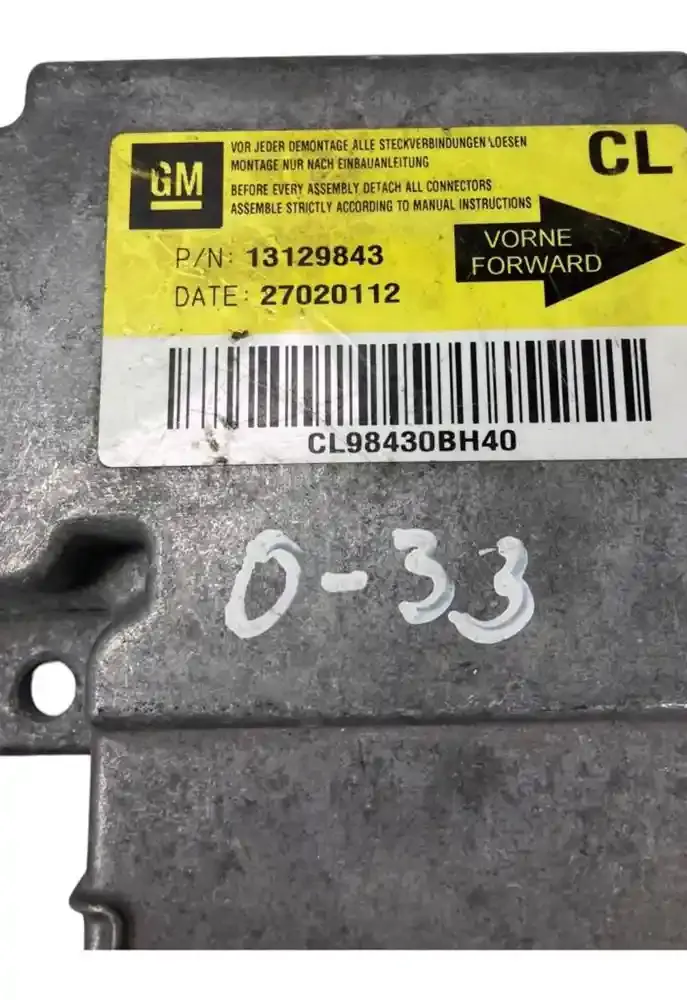 GM
VOR JEDER DEMONTAGE ALLE STECKVERBINDUNGEN LOESEN
MONTAGE NUR NACH EINBAUANLEITUNG
BEFORE EVERY ASSEMBLY DETACH ALL CONNECTORS
ASSEMBLE STRICTLY ACCORDING TO MANUAL INSTRUCTIONS
CL
VORNE
FORWARD
P/N: 13129843
DATE: 27020112
CL98430BH40
0-33